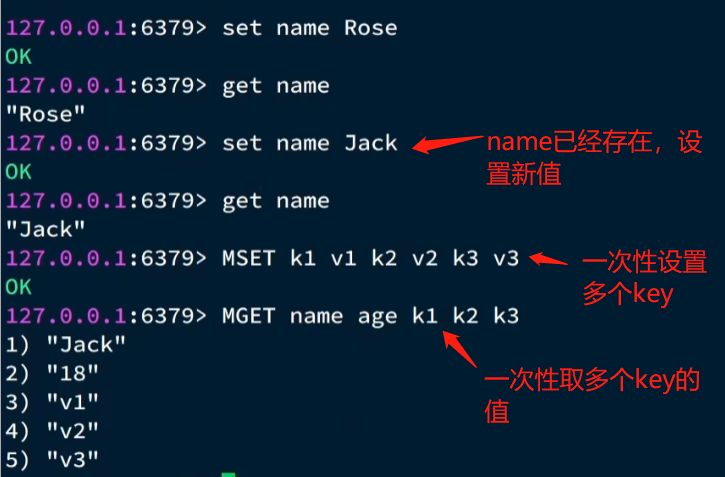 127.0.0.1:6379> set name Rose
OK
127.0.0.1:6379> get name
"Rose"
127.0.0.1:6379> set name Jack
name已经存在，设
置新值
OK
127.0.0.1:6379> get name
"Jack"
127.0.0.1:6379> MSET k1 v1 k2 v2 k3 v3
一次性设置
多个key
OK
127.0.0.1:6379> MGET name age k1 k2 k3
1) "Jack"
2) "18"
3) "v1"
4) "v2"
5) "v3"
一次性取多个key的
值